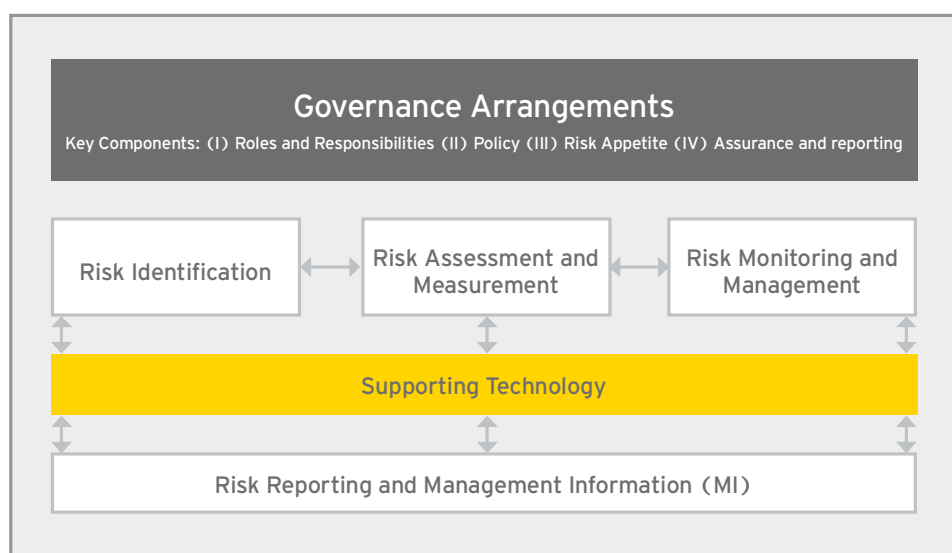 Governance Arrangements
Key Components: (I) Roles and Responsibilities (II) Policy (III) Risk Appetite (IV) Assurance and reporting
Risk Identification
Risk Assessment and
Measurement
Risk Monitoring and
Management
Supporting Technology
Risk Reporting and Management Information (MI)